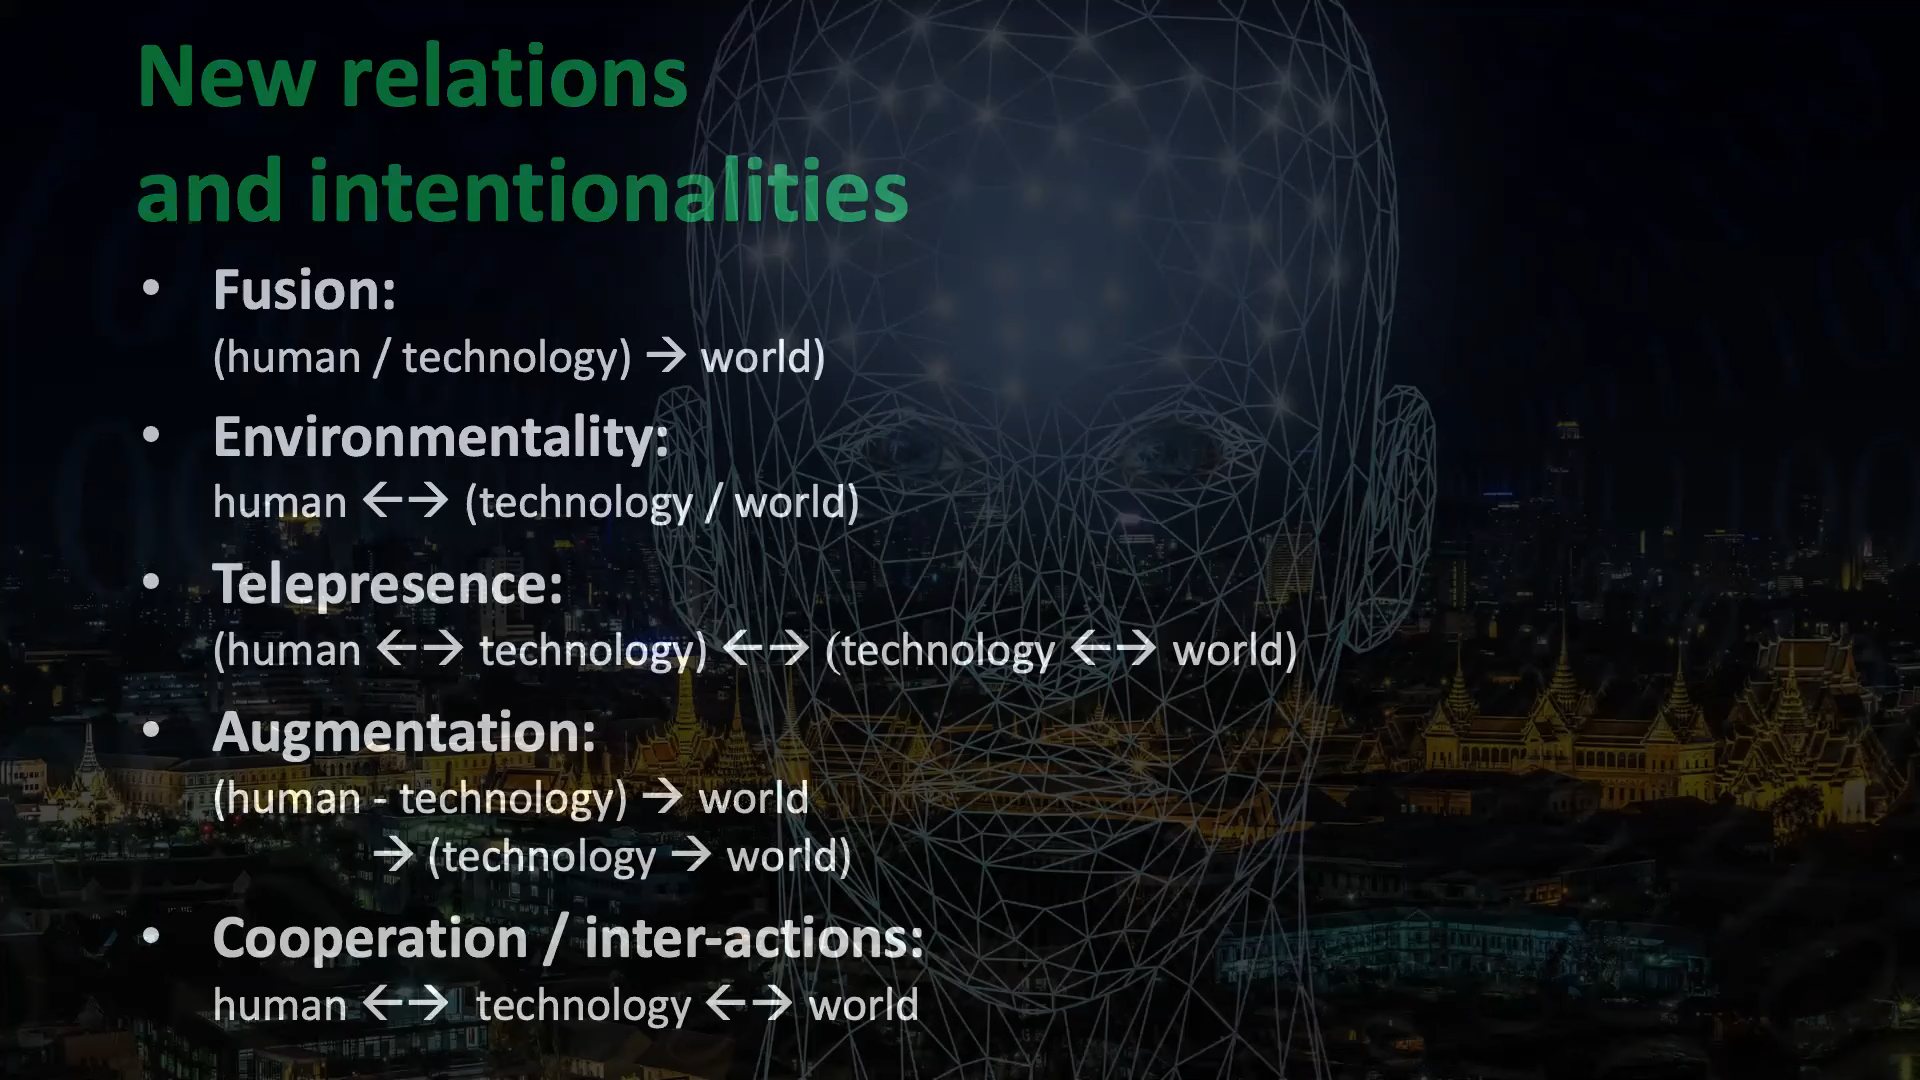 New relations
and intentionalities
• Fusion:
(human / technology) → world)
• Environmentality:
human ←→ (technology / world)
• Telepresence:
(human ←→ technology) ←→ (technology ←→ world)
• Augmentation:
(human - technology) → world
→ (technology → world)
• Cooperation / inter-actions:
human ←→ technology ←→ world